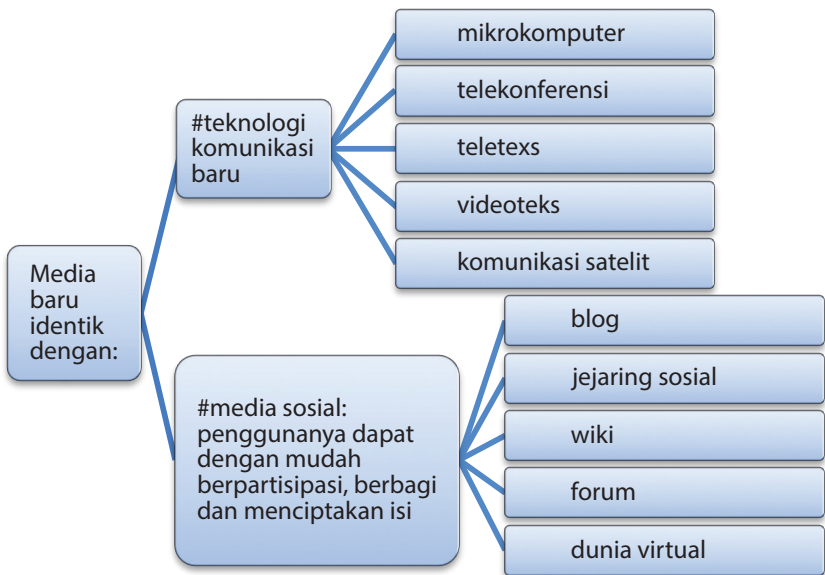 Media
baru
identik
dengan:
#teknologi
komunikasi
baru
mikrokomputer
telekonferensi
teletexs
videoteks
komunikasi satelit
#media sosial:
penggunanya dapat
dengan mudah
berpartisipasi, berbagi
dan menciptakan isi
blog
jejaring sosial
wiki
forum
dunia virtual